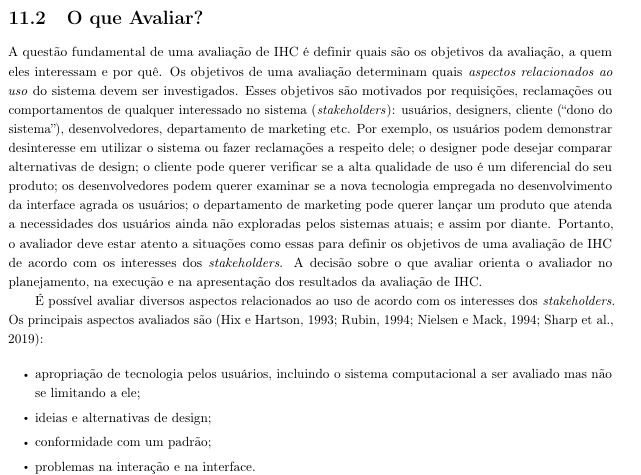 11.2 O que Avaliar?
A questão fundamental de uma avaliação de IHC é definir quais são os objetivos da avaliação, a quem
eles interessam e por quê. Os objetivos de uma avaliação determinam quais aspectos relacionados ao
uso do sistema devem ser investigados. Esses objetivos são motivados por requisições, reclamações ou
comportamentos de qualquer interessado no sistema (stakeholders): usuários, designers, cliente (“dono do
sistema”), desenvolvedores, departamento de marketing etc. Por exemplo, os usuários podem demonstrar
desinteresse em utilizar o sistema ou fazer reclamações a respeito dele; o designer pode desejar comparar
alternativas de design; o cliente pode querer verificar se a alta qualidade de uso é um diferencial do seu
produto; os desenvolvedores podem querer examinar se a nova tecnologia empregada no desenvolvimento
da interface agrada os usuários; o departamento de marketing pode querer lançar um produto que atenda
a necessidades dos usuários ainda não exploradas pelos sistemas atuais; e assim por diante. Portanto,
o avaliador deve estar atento a situações como essas para definir os objetivos de uma avaliação de IHC
de acordo com os interesses dos stakeholders. A decisão sobre o que avaliar orienta o avaliador no
planejamento, na execução e na apresentação dos resultados da avaliação de IHC.
É possível avaliar diversos aspectos relacionados ao uso de acordo com os interesses dos stakeholders.
Os principais aspectos avaliados são (Hix e Hartson, 1993; Rubin, 1994; Nielsen e Mack, 1994; Sharp et al.,
2019):
• apropriação de tecnologia pelos usuários, incluindo o sistema computacional a ser avaliado mas não
se limitando a ele;
• ideias e alternativas de design;
• conformidade com um padrão;
• problemas na interação e na interface.